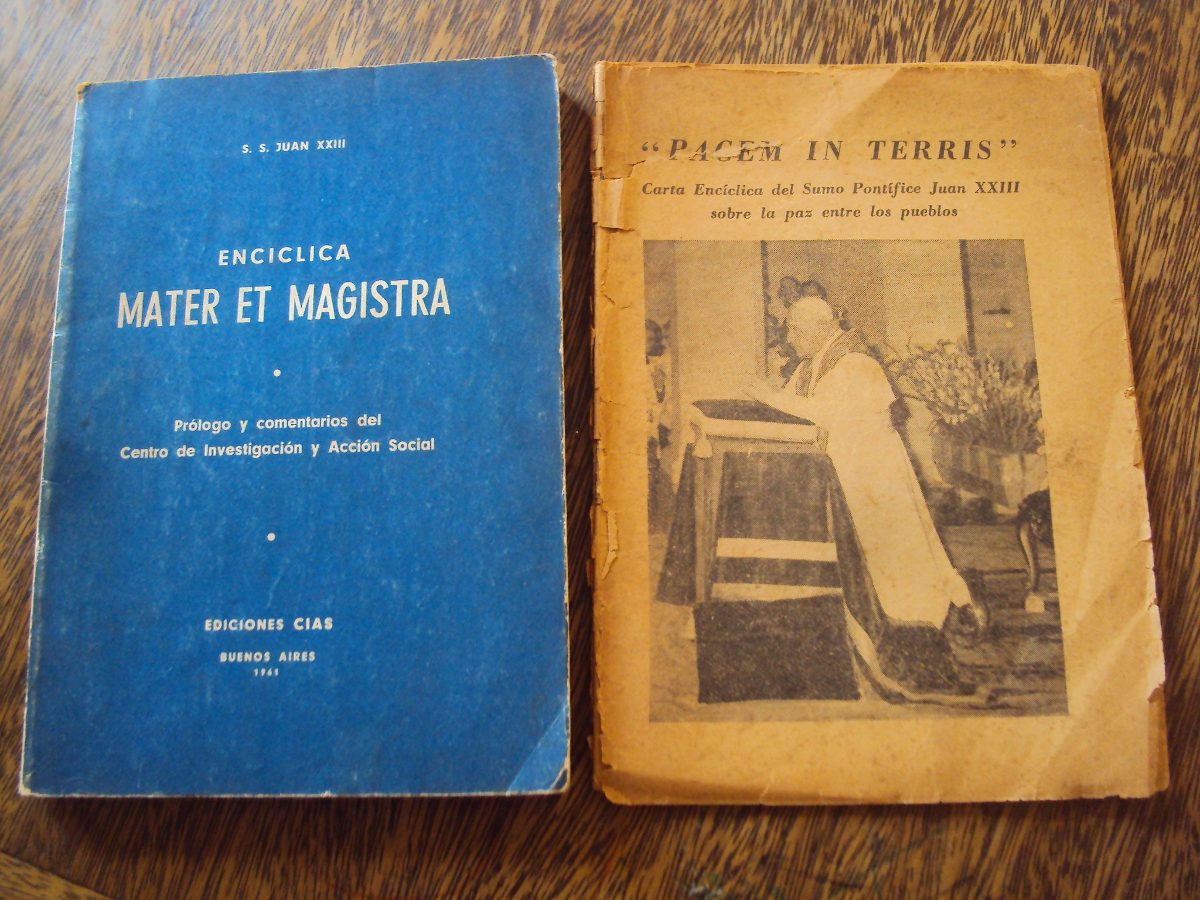 S. S. JUAN XXIII
ENCICLICA
MATER ET MAGISTRA
Prólogo y comentarios del
Centro de Investigación y Acción Social
EDICIONES CIAS
BUENOS AIRES
1961
"PACEM IN TERRIS"
Carta Encíclica del Sumo Pontífice Juan XXIII
sobre la paz entre los pueblos